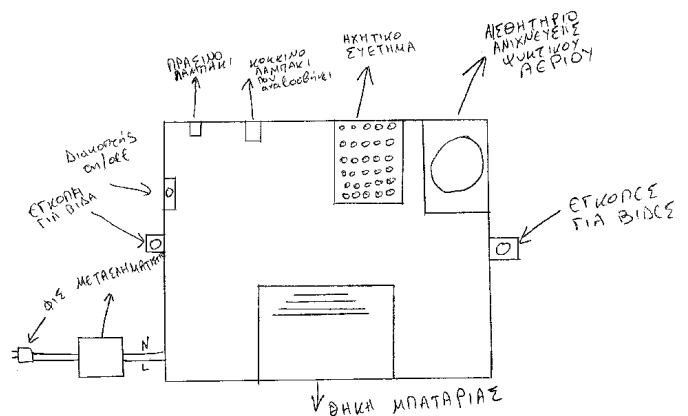 ΠΡΑΣΙΝΟ
ΛΑΜΠΑΚΙ
ΚΟΚΚΙΝΟ
ΛΑΜΠΑΚΙ
που
αναβοσβήνει
ΗΧΗΤΙΚΟ
ΣΥΣΤΗΜΑ
ΑΙΣΘΗΤΗΡΙΟ
ΑΝΙΧΝΕΥΣΗΣ
ΨΥΚΤΙΚΟΥ
ΑΕΡΙΟΥ
Διακοπτής
on/off
ΕΓΚΟΠΗ
ΓΙΑ ΒΙΔΑ
ΕΓΚΟΠΕΣ
ΓΙΑ ΒΙΔΕΣ
ΦΙΣ
ΜΕΤΑΣΧΗΜΑΤΙΣΤΗΣ
N
L
ΘΗΚΗ ΜΠΑΤΑΡΙΑΣ